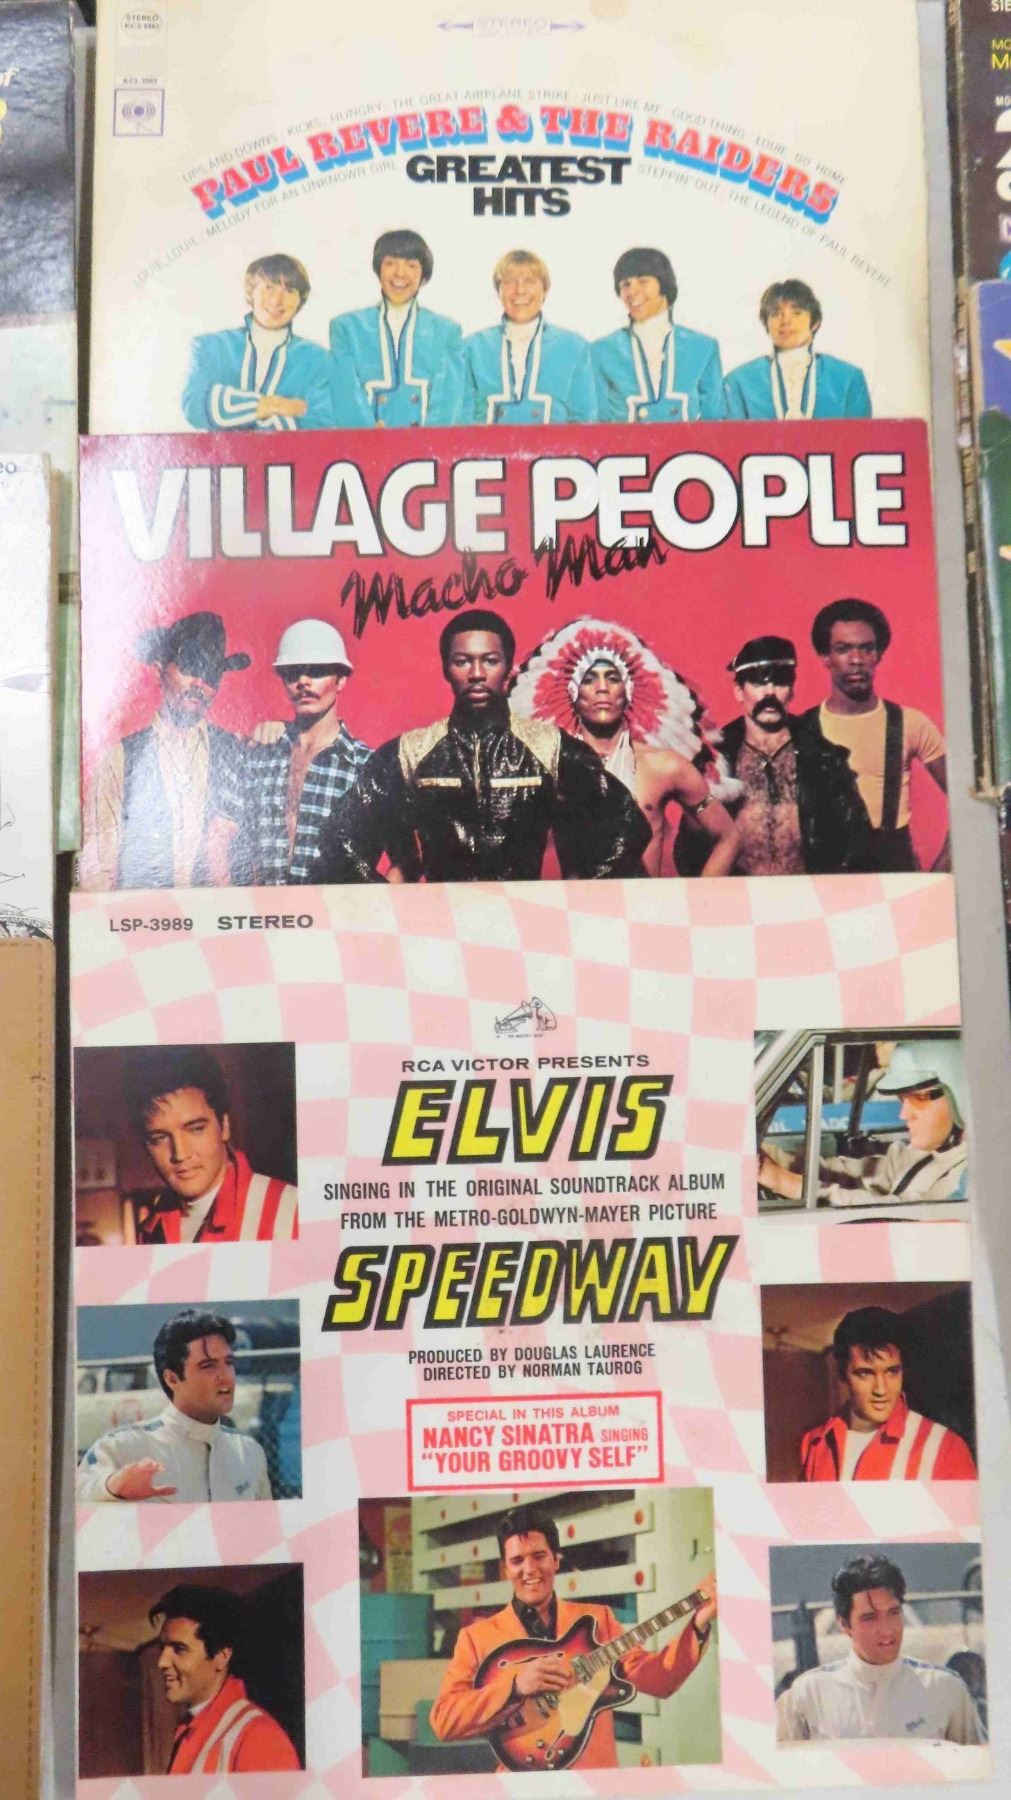 STEREO
KCS 9462
STEREO
KCL 2662
UPS AND DOWNS · KICKS · HUNGRY · THE GREAT AIRPLANE STRIKE · JUST LIKE ME · GOOD THING · LOUIE, GO HOME
PAUL REVERE & THE RAIDERS
GREATEST
HITS
LOUIE, LOUIE · MELODY FOR AN UNKNOWN GIRL
STEPPIN' OUT · THE LEGEND OF PAUL REVERE
VILLAGE PEOPLE
Macho Man
LSP-3989 STEREO
RCA VICTOR PRESENTS
ELVIS
SINGING IN THE ORIGINAL SOUNDTRACK ALBUM
FROM THE METRO-GOLDWYN-MAYER PICTURE
SPEEDWAY
PRODUCED BY DOUGLAS LAURENCE
DIRECTED BY NORMAN TAUROG
SPECIAL IN THIS ALBUM
NANCY SINATRA SINGING
"YOUR GROOVY SELF"